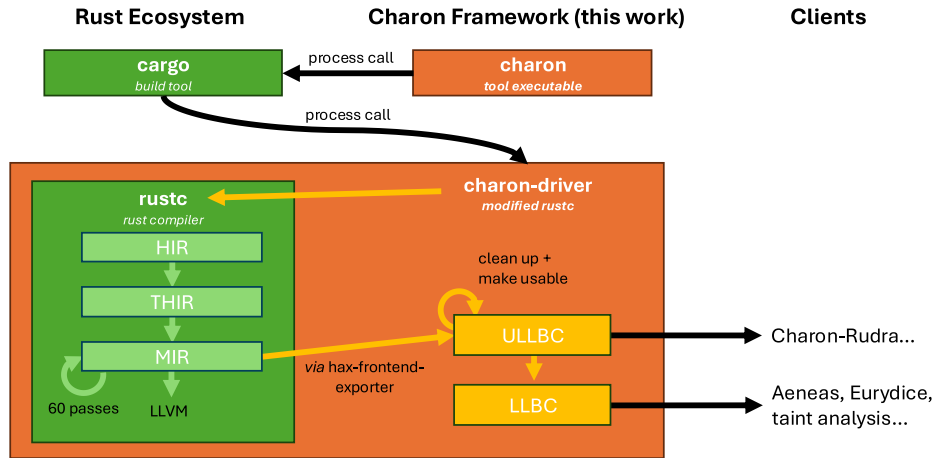 Rust Ecosystem
Charon Framework (this work)
Clients
cargo
build tool
process call
charon
tool executable
process call
charon-driver
modified rustc
rustc
rust compiler
HIR
THIR
MIR
60 passes
LLVM
clean up +
make usable
via hax-frontend-
exporter
ULLBC
LLBC
Charon-Rudra...
Aeneas, Eurydice,
taint analysis...